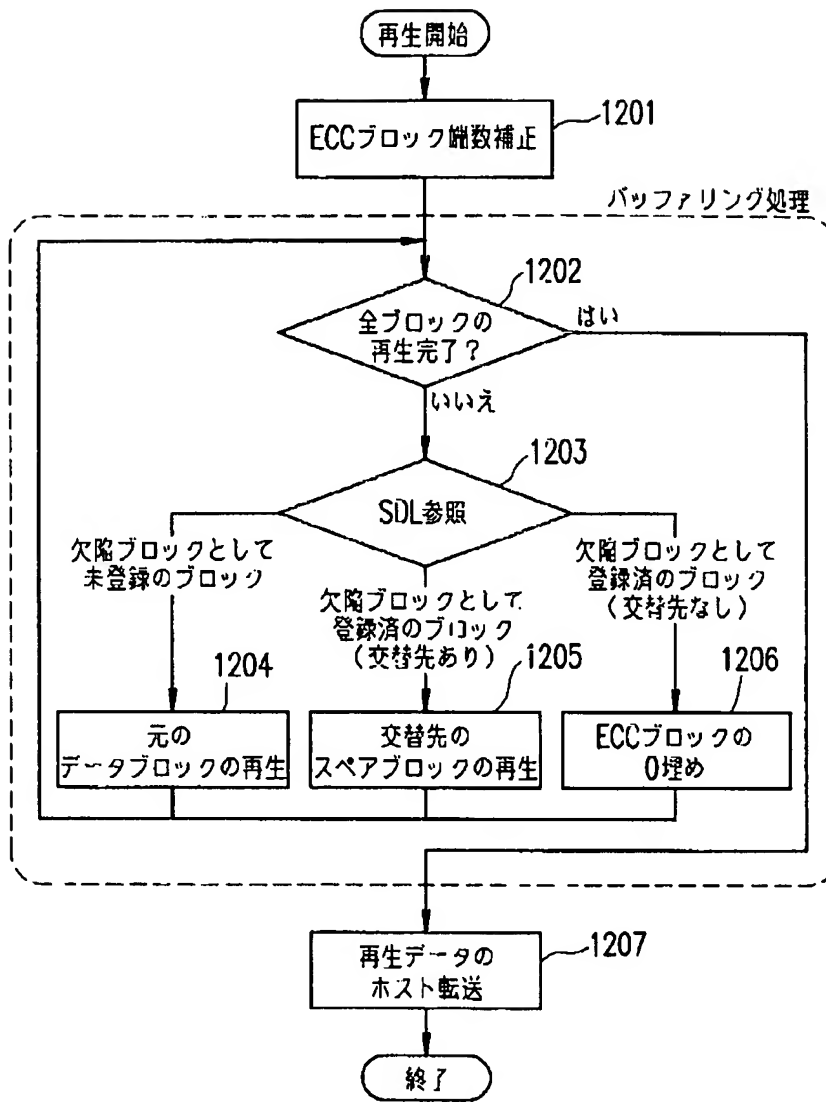 再生開始
1201
ECCブロック端数補正
バッファリング処理
1202
全ブロックの
再生完了?
はい
いいえ
1203
SDL参照
欠陥ブロックとして
未登録のブロック
欠陥ブロックとして
登録済のブロック
(交替先あり)
欠陥ブロックとして
登録済のブロック
(交替先なし)
1204
元の
データブロックの再生
1205
交替先の
スペアブロックの再生
1206
ECCブロックの
0埋め
1207
再生データの
ホスト転送
終了